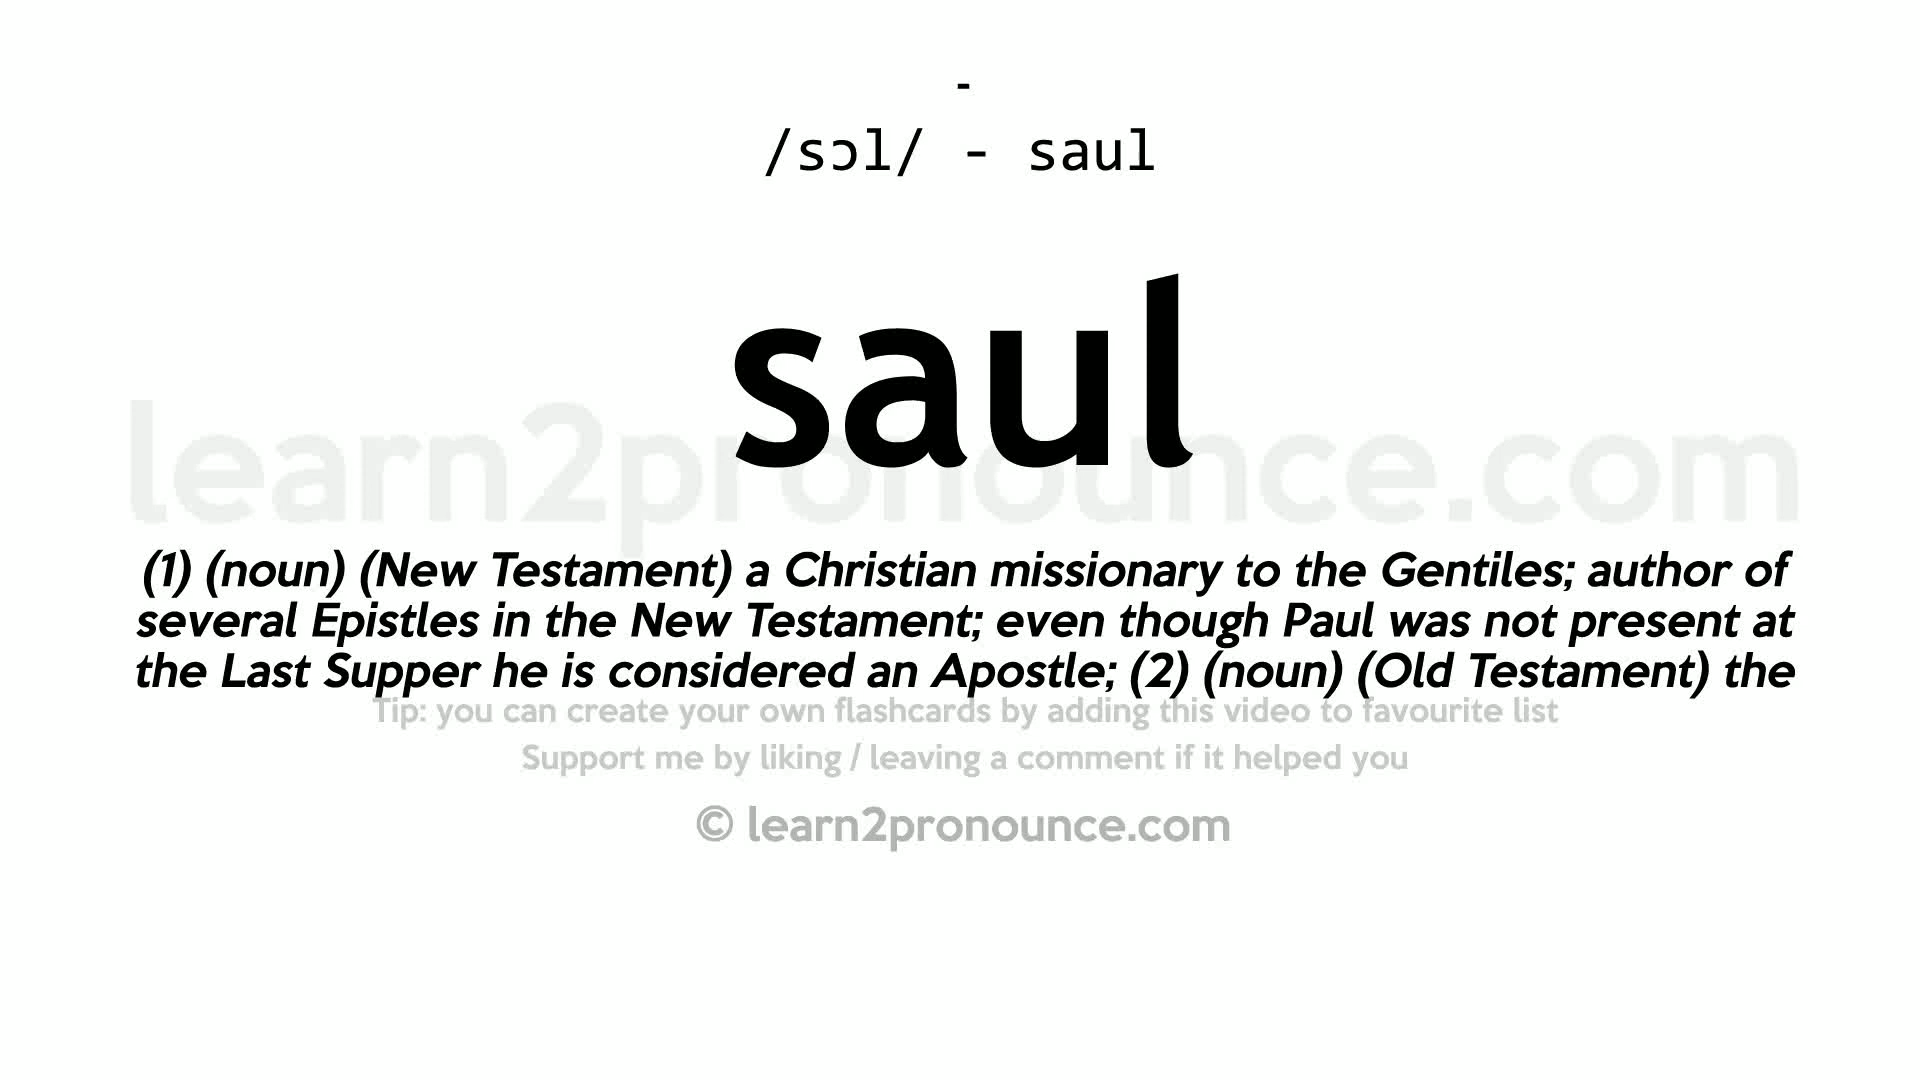 -
/sɔl/ - saul
saul
learn2pronounce.com
(1) (noun) (New Testament) a Christian missionary to the Gentiles; author of
several Epistles in the New Testament; even though Paul was not present at
the Last Supper he is considered an Apostle; (2) (noun) (Old Testament) the
Tip: you can create your own flashcards by adding this video to favourite list
Support me by liking / leaving a comment if it helped you
© learn2pronounce.com